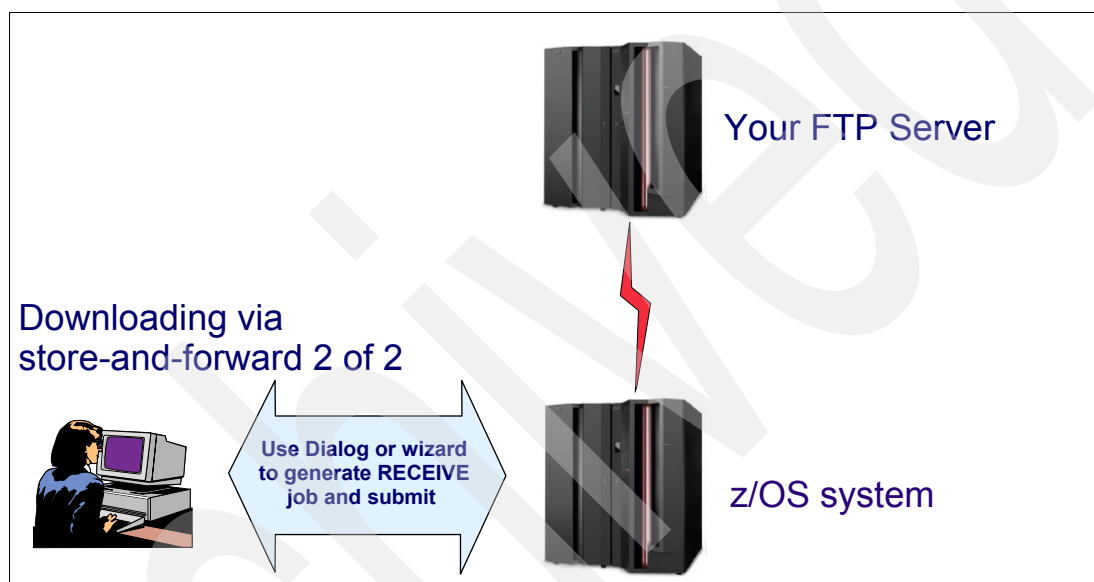 Your FTP Server
Downloading via
store-and-forward 2 of 2
Use Dialog or wizard
to generate RECEIVE
job and submit
z/OS system